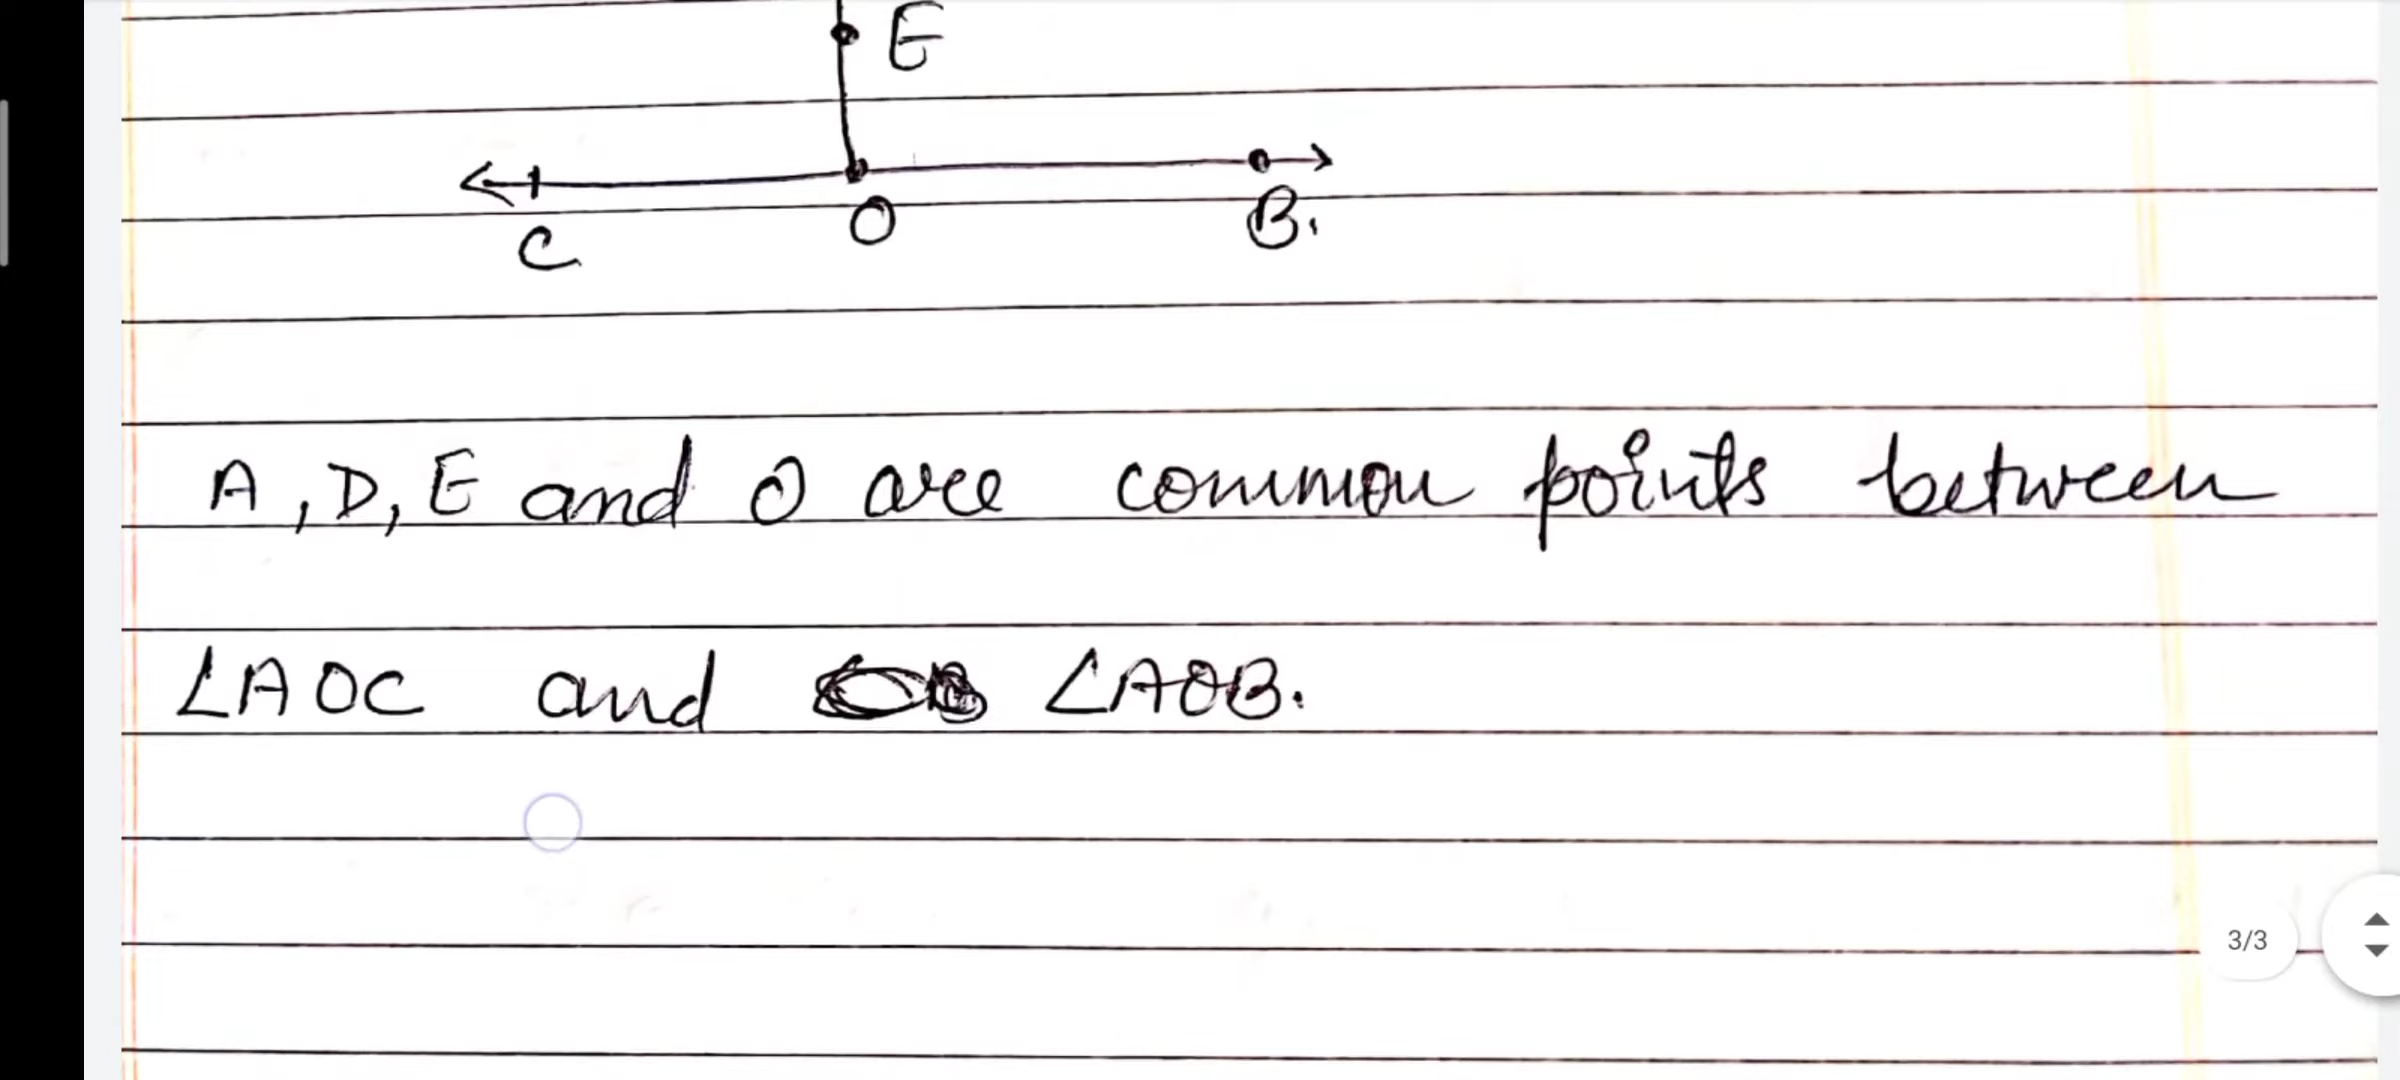 E
C
O
B.
A, D, E and O are common points between
∠AOC and ∠AOB.
3/3